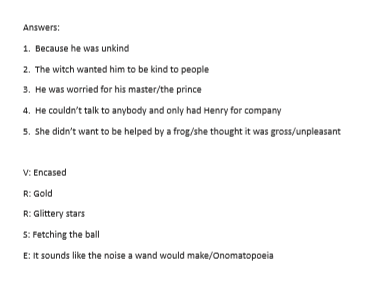 Answers:
1. Because he was unkind
2. The witch wanted him to be kind to people
3. He was worried for his master/the prince
4. He couldn't talk to anybody and only had Henry for company
5. She didn't want to be helped by a frog/she thought it was gross/unpleasant
V: Encased
R: Gold
R: Glittery stars
S: Fetching the ball
E: It sounds like the noise a wand would make/Onomatopoeia